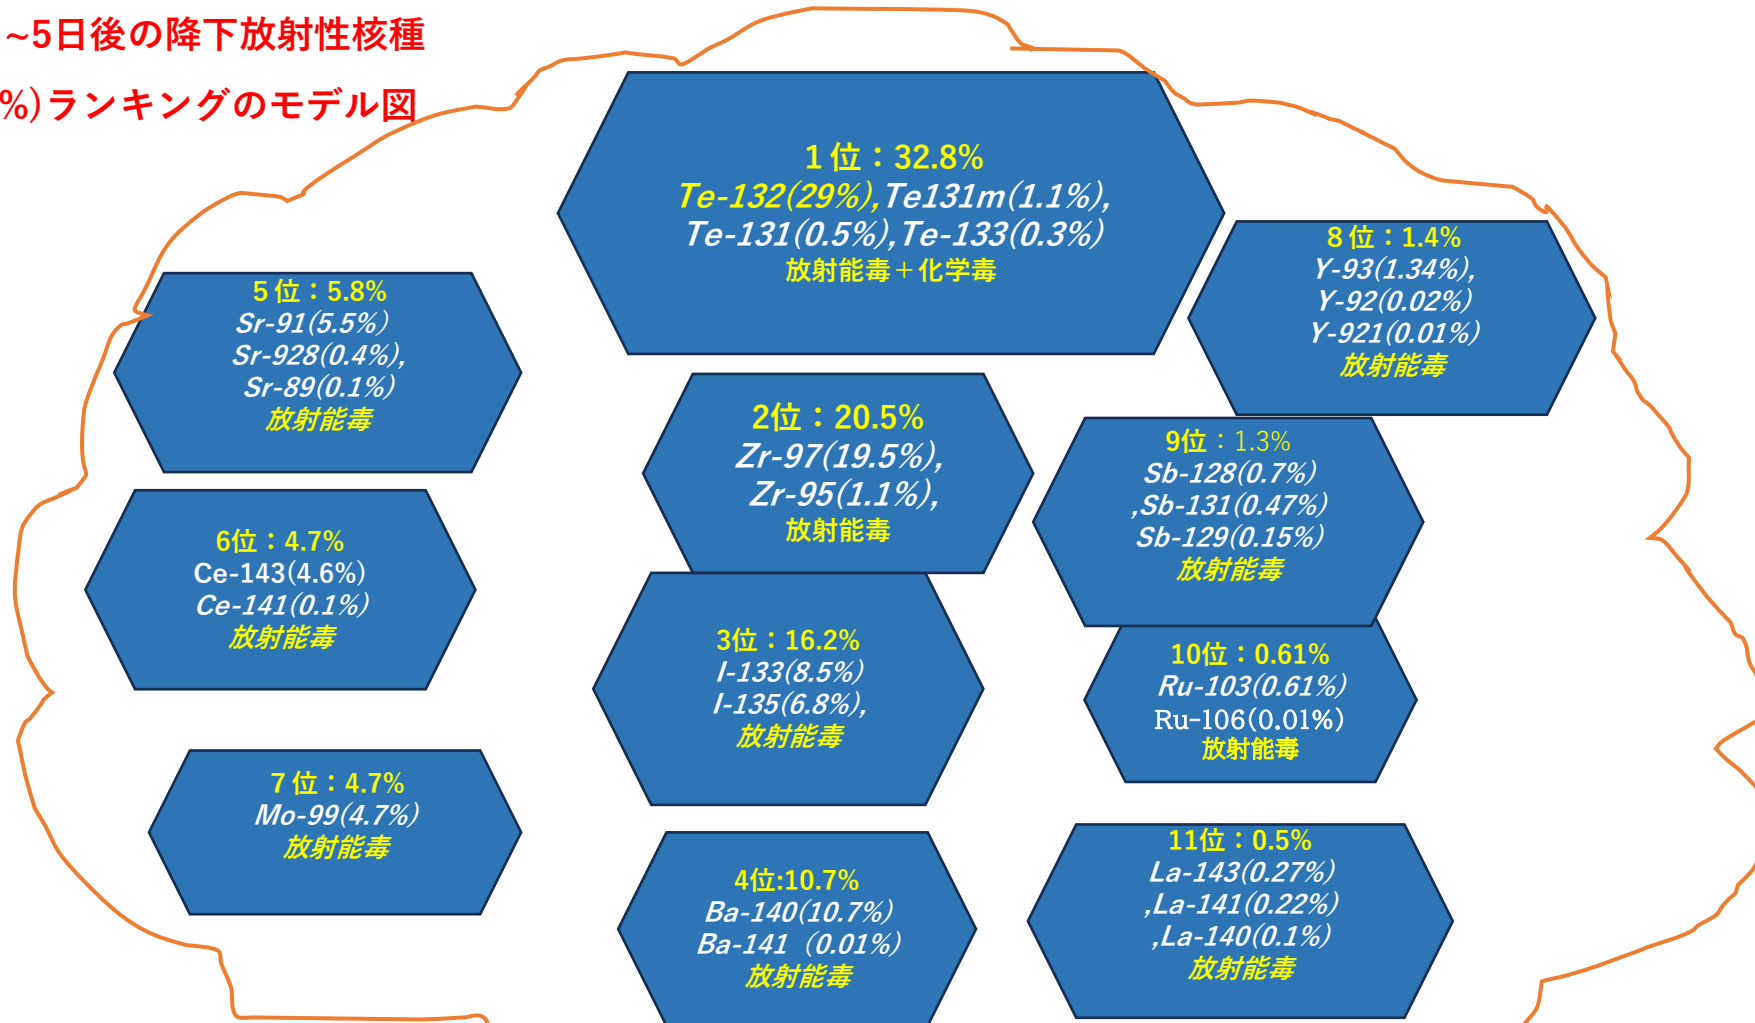 ~5日後の降下放射性核種
%)ランキングのモデル図
1位：32.8%
Te-132(29%),Te131m(1.1%),
Te-131(0.5%),Te-133(0.3%)
放射能毒＋化学毒
8位：1.4%
Y-93(1.34%),
Y-92(0.02%)
Y-921(0.01%)
放射能毒
5位：5.8%
Sr-91(5.5%)
Sr-928(0.4%),
Sr-89(0.1%)
放射能毒
2位：20.5%
Zr-97(19.5%),
Zr-95(1.1%),
放射能毒
9位：1.3%
Sb-128(0.7%)
,Sb-131(0.47%)
Sb-129(0.15%)
放射能毒
6位：4.7%
Ce-143(4.6%)
Ce-141(0.1%)
放射能毒
3位：16.2%
I-133(8.5%)
I-135(6.8%),
放射能毒
10位：0.61%
Ru-103(0.61%)
Ru-106(0.01%)
放射能毒
7位：4.7%
Mo-99(4.7%)
放射能毒
4位:10.7%
Ba-140(10.7%)
Ba-141（0.01%)
放射能毒
11位：0.5%
La-143(0.27%)
,La-141(0.22%)
,La-140(0.1%)
放射能毒